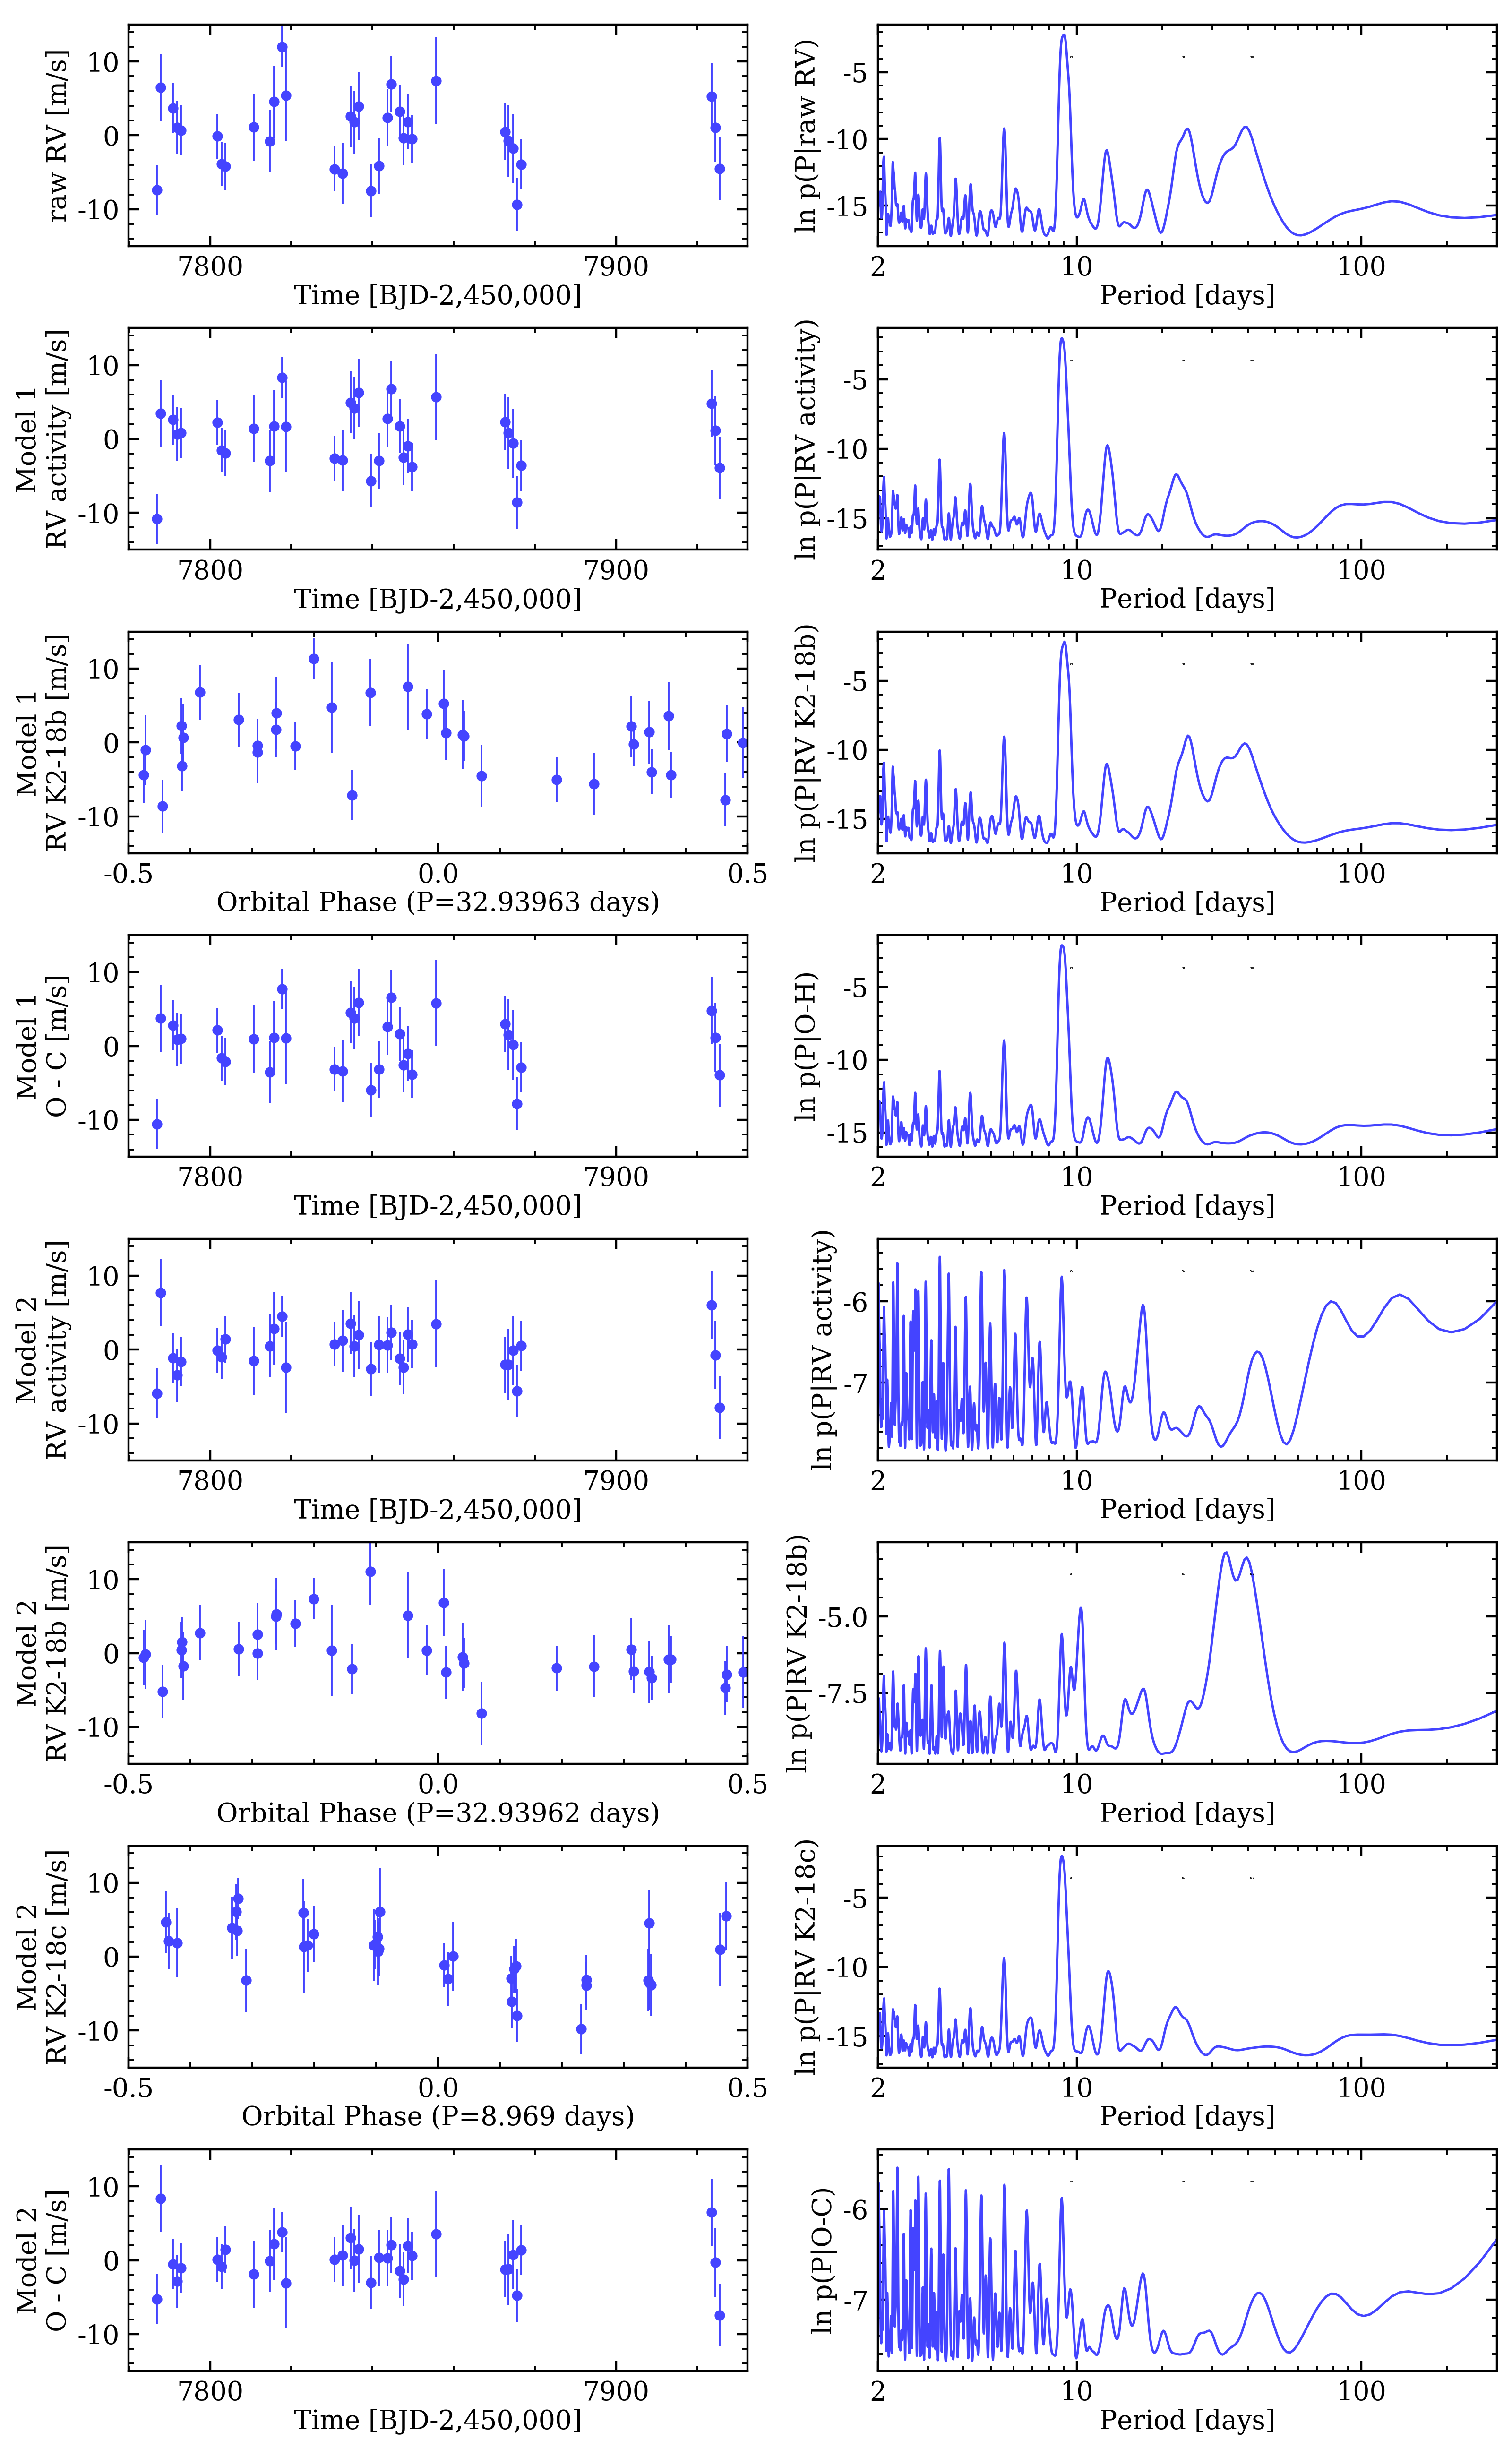 raw RV [m/s]
10
0
-10
7800
7900
Time [BJD-2,450,000]
ln p(P|raw RV)
-5
-10
-15
2
10
100
Period [days]
Model 1
RV activity [m/s]
10
0
-10
7800
7900
Time [BJD-2,450,000]
ln p(P|RV activity)
-5
-10
-15
2
10
100
Period [days]
Model 1
RV K2-18b [m/s]
10
0
-10
-0.5
0.0
0.5
Orbital Phase (P=32.93963 days)
ln p(P|RV K2-18b)
-5
-10
-15
2
10
100
Period [days]
Model 1
O - C [m/s]
10
0
-10
7800
7900
Time [BJD-2,450,000]
ln p(P|O-H)
-5
-10
-15
2
10
100
Period [days]
Model 2
RV activity [m/s]
10
0
-10
7800
7900
Time [BJD-2,450,000]
ln p(P|RV activity)
-6
-7
2
10
100
Period [days]
Model 2
RV K2-18b [m/s]
10
0
-10
-0.5
0.0
0.5
Orbital Phase (P=32.93962 days)
ln p(P|RV K2-18b)
-5.0
-7.5
2
10
100
Period [days]
Model 2
RV K2-18c [m/s]
10
0
-10
-0.5
0.0
0.5
Orbital Phase (P=8.969 days)
ln p(P|RV K2-18c)
-5
-10
-15
2
10
100
Period [days]
Model 2
O - C [m/s]
10
0
-10
7800
7900
Time [BJD-2,450,000]
ln p(P|O-C)
-6
-7
2
10
100
Period [days]